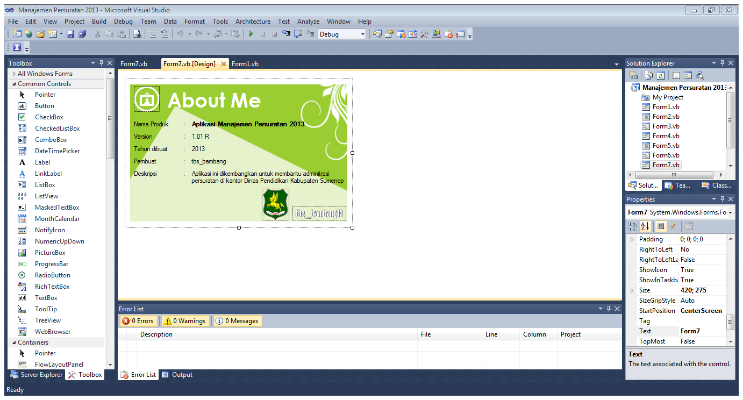 Manajemen Persuratan 2013 - Microsoft Visual Studio
File Edit View Project Build Debug Team Data Format Tools Architecture Test Analyze Window Help
Debug
Toolbox
All Windows Forms
Common Controls
Pointer
Button
CheckBox
CheckedListBox
ComboBox
DateTimePicker
Label
LinkLabel
ListBox
ListView
MaskedTextBox
MonthCalendar
NotifyIcon
NumericUpDown
PictureBox
ProgressBar
RadioButton
RichTextBox
TextBox
ToolTip
TreeView
WebBrowser
Containers
Pointer
FlowLayoutPanel
Server Explorer Toolbox
Form7.vb Form7.vb [Design] Form1.vb
About Me
Nama Produk : Aplikasi Manajemen Persuratan 2013
Version : 1.01 R
Tahun dibuat : 2013
Pembuat : tbs_bambang
Deskripsi : Aplikasi ini dikembangkan untuk membantu administrasi
persuratan di kantor Dinas Pendidikan Kabupaten Sumenep
Error List
0 Errors 0 Warnings 0 Messages
Description File Line Column Project
Error List Output
Solution Explorer
Manajemen Persuratan 201
My Project
Form1.vb
Form2.vb
Form3.vb
Form4.vb
Form5.vb
Form6.vb
Form7.vb
Solut... Tea... Class...
Properties
Form7 System.Windows.Forms.Fo
Padding 0; 0; 0; 0
RightToLeft No
RightToLeftLa False
ShowIcon True
ShowInTaskba True
Size 420; 275
SizeGripStyle Auto
StartPosition CenterScreen
Tag
Text Form7
TopMost False
Text
The text associated with the control.
Ready